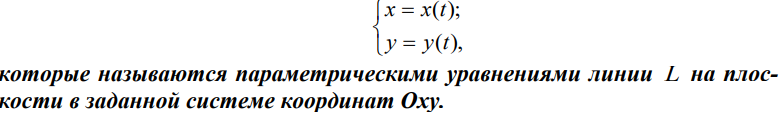 x = x(t);
y = y(t),
которые называются параметрическими уравнениями линии L на плос-
кости в заданной системе координат Oxy.